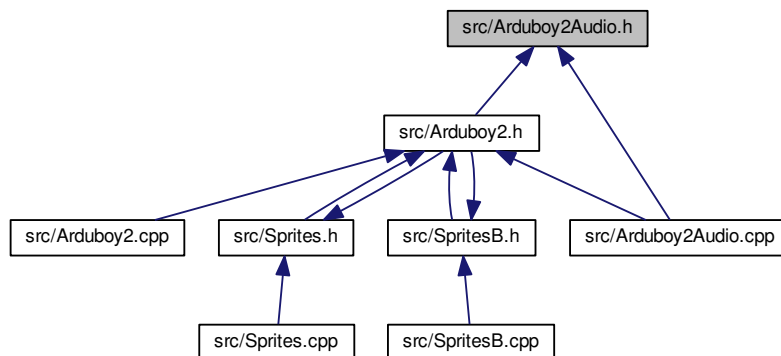 src/Arduboy2Audio.h
src/Arduboy2.h
src/Arduboy2.cpp
src/Sprites.h
src/SpritesB.h
src/Arduboy2Audio.cpp
src/Sprites.cpp
src/SpritesB.cpp